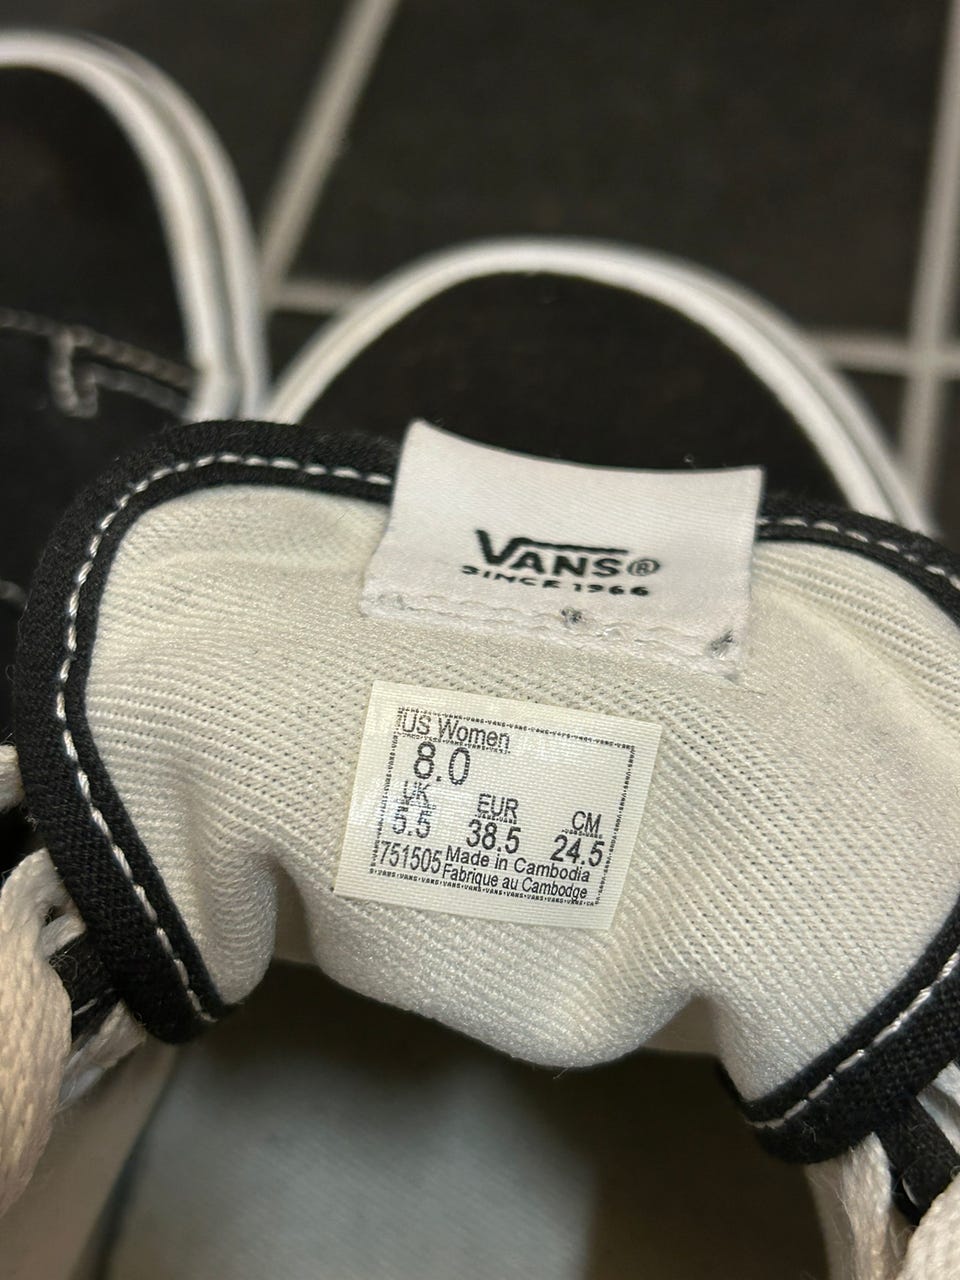 VANS®
SINCE 1966
US Women
8.0
UK EUR CM
5.5 38.5 24.5
751505 Made in Cambodia
Fabrique au Cambodge